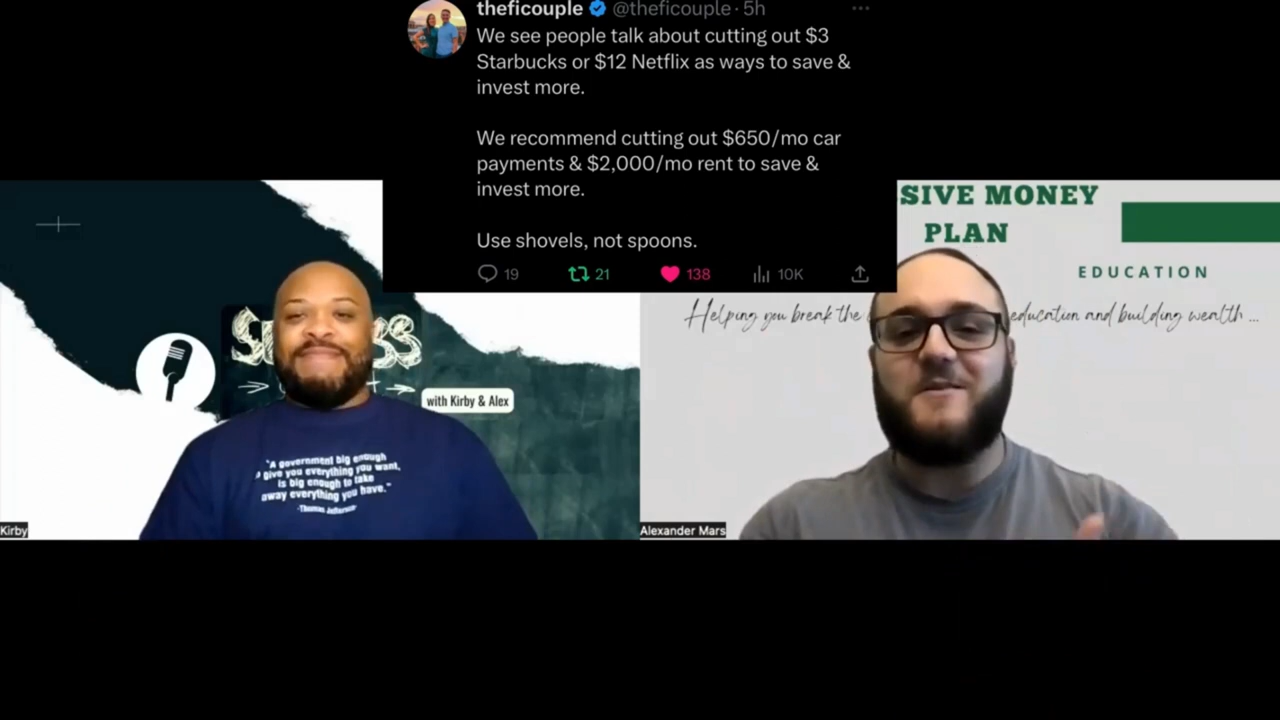 theficouple @theficouple · 5h
We see people talk about cutting out $3
Starbucks or $12 Netflix as ways to save &
invest more.
We recommend cutting out $650/mo car
payments & $2,000/mo rent to save &
invest more.
Use shovels, not spoons.
19 21 138 10K
SIVE MONEY
PLAN
EDUCATION
Helping you break the education and building wealth ...
with Kirby & Alex
"A government big enough
give you everything you want,
is big enough to take
away everything you have."
-Thomas Jefferson
Kirby
Alexander Mars